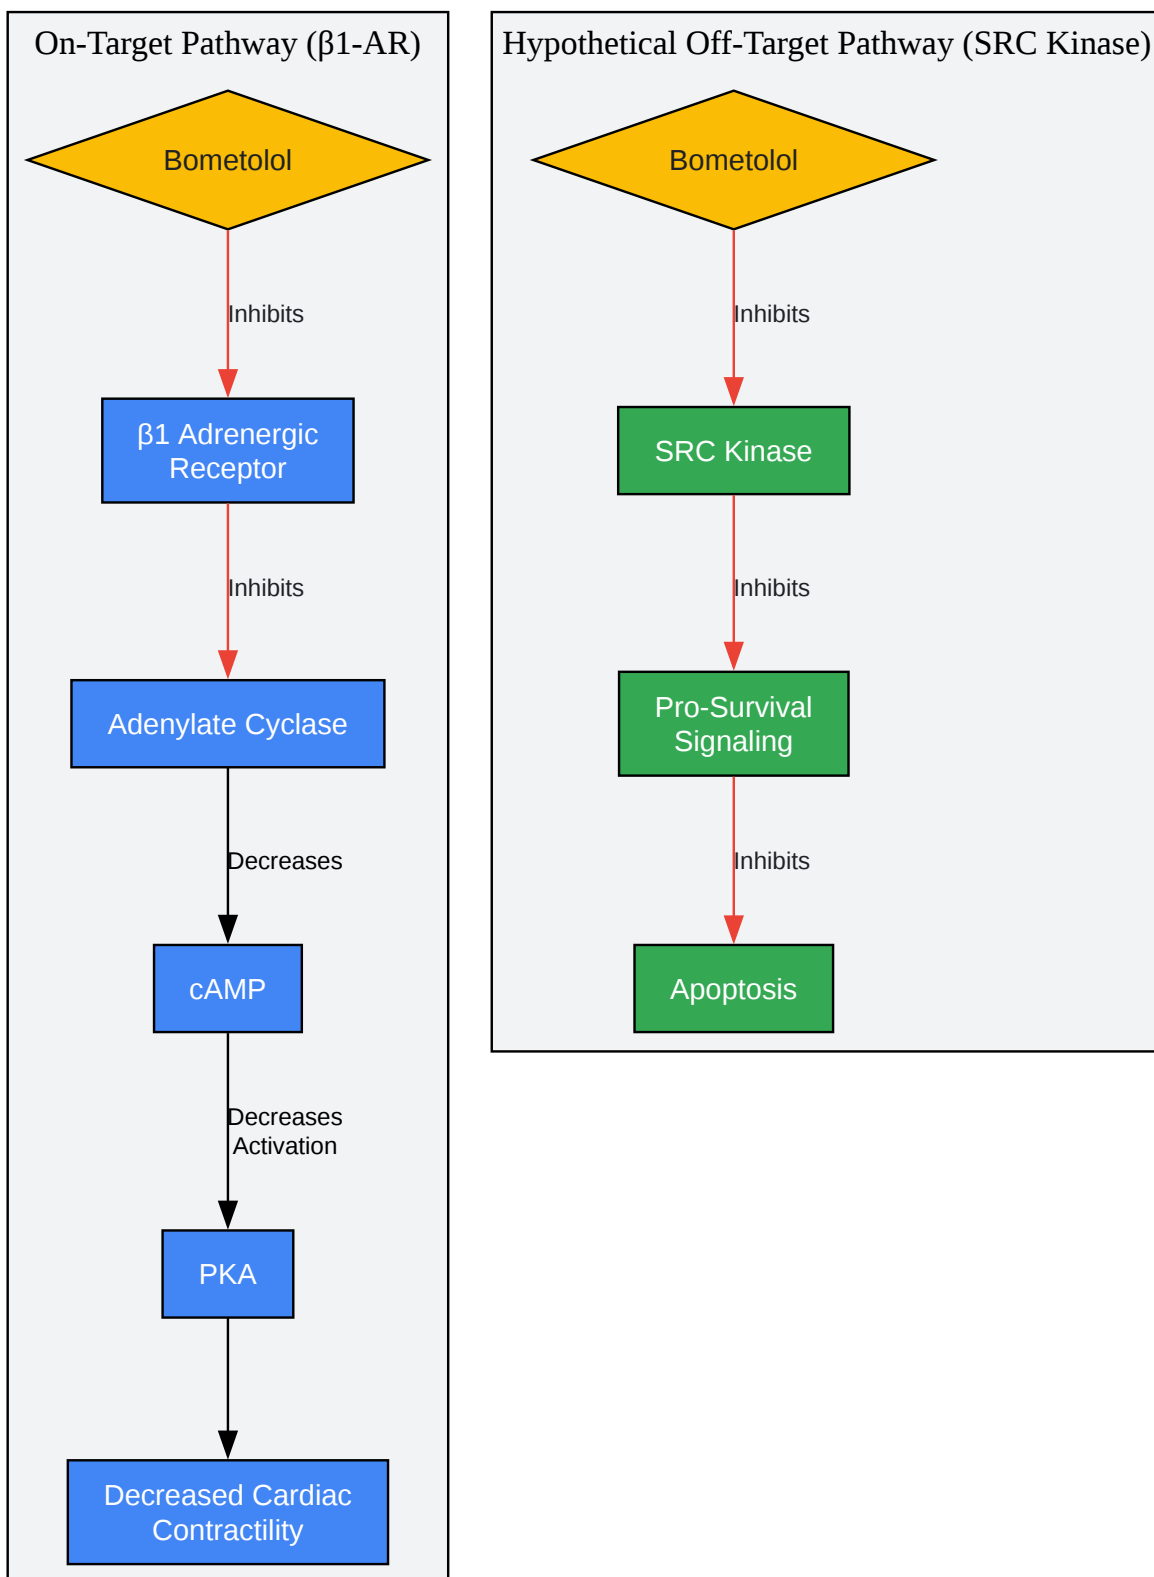 On-Target Pathway (β1-AR)
Bometolol
Inhibits
β1 Adrenergic
Receptor
Inhibits
Adenylate Cyclase
Decreases
cAMP
Decreases
Activation
PKA
Decreased Cardiac
Contractility
Hypothetical Off-Target Pathway (SRC Kinase)
Bometolol
Inhibits
SRC Kinase
Inhibits
Pro-Survival
Signaling
Inhibits
Apoptosis